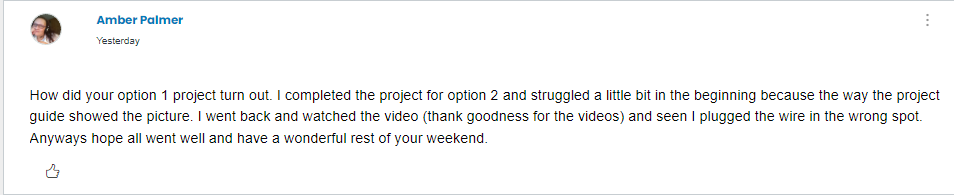 Amber Palmer
Yesterday
How did your option 1 project turn out. I completed the project for option 2 and struggled a little bit in the beginning because the way the project
guide showed the picture. I went back and watched the video (thank goodness for the videos) and seen I plugged the wire in the wrong spot.
Anyways hope all went well and have a wonderful rest of your weekend.